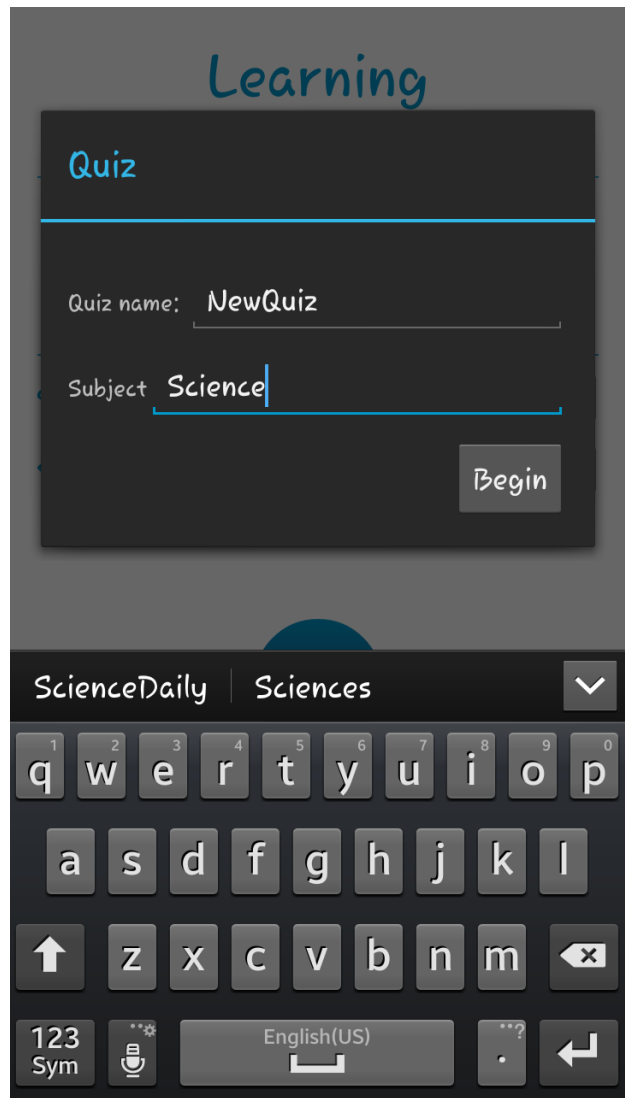 Learning
Quiz
Quiz name: NewQuiz
Subject Science
Begin
ScienceDaily Sciences
1 2 3 4 5 6 7 8 9 0
q w e r t y u i o p
a s d f g h j k l
z x c v b n m
123 Sym English(US) . ?